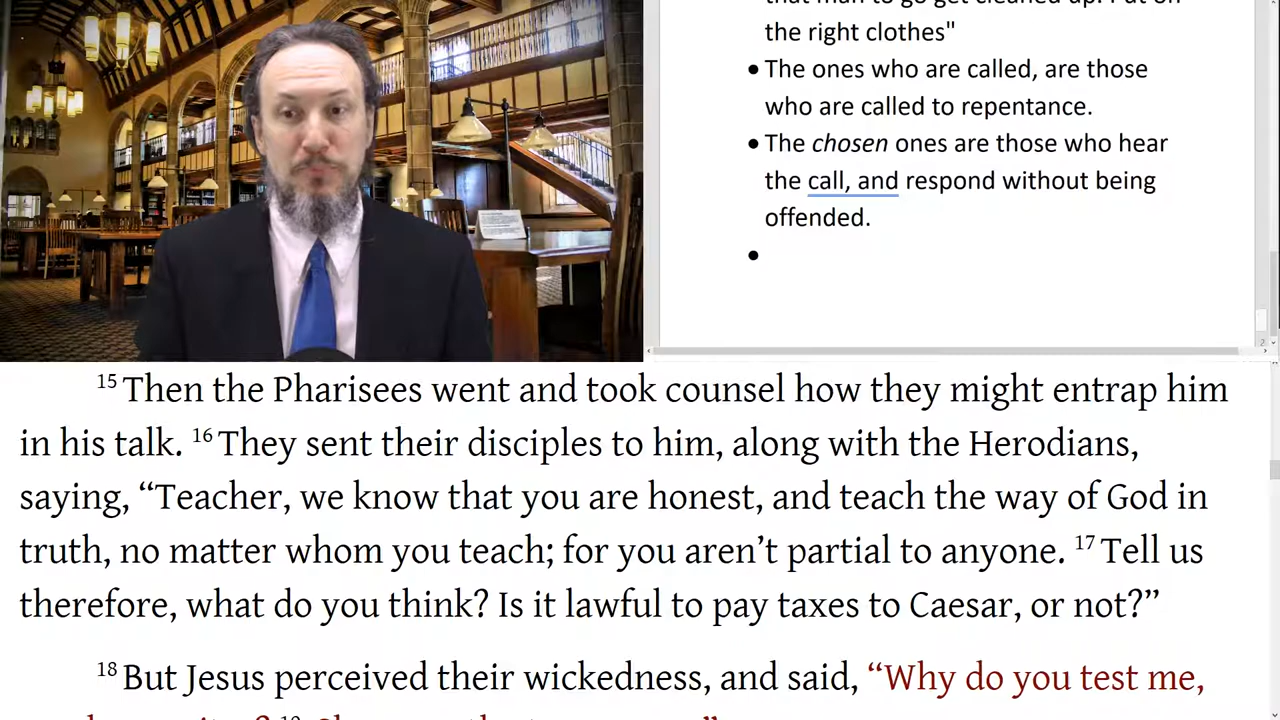 the right clothes"
• The ones who are called, are those
who are called to repentance.
• The chosen ones are those who hear
the call, and respond without being
offended.
•
15 Then the Pharisees went and took counsel how they might entrap him
in his talk. 16 They sent their disciples to him, along with the Herodians,
saying, “Teacher, we know that you are honest, and teach the way of God in
truth, no matter whom you teach; for you aren’t partial to anyone. 17 Tell us
therefore, what do you think? Is it lawful to pay taxes to Caesar, or not?”
18 But Jesus perceived their wickedness, and said, “Why do you test me,